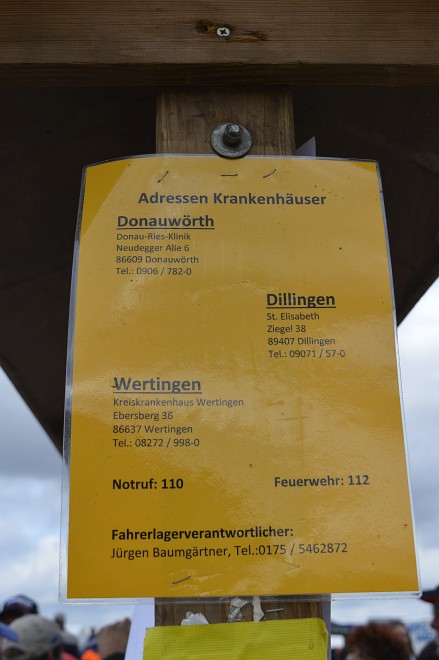 Adressen Krankenhäuser
Donauwörth
Donau-Ries-Klinik
Neudegger Alle 6
86609 Donauwörth
Tel.: 0906 / 782-0
Dillingen
St. Elisabeth
Ziegel 38
89407 Dillingen
Tel.: 09071 / 57-0
Wertingen
Kreiskrankenhaus Wertingen
Ebersberg 36
86637 Wertingen
Tel.: 08272 / 998-0
Notruf: 110
Feuerwehr: 112
Fahrerlagerverantwortlicher:
Jürgen Baumgärtner, Tel.:0175 / 5462872